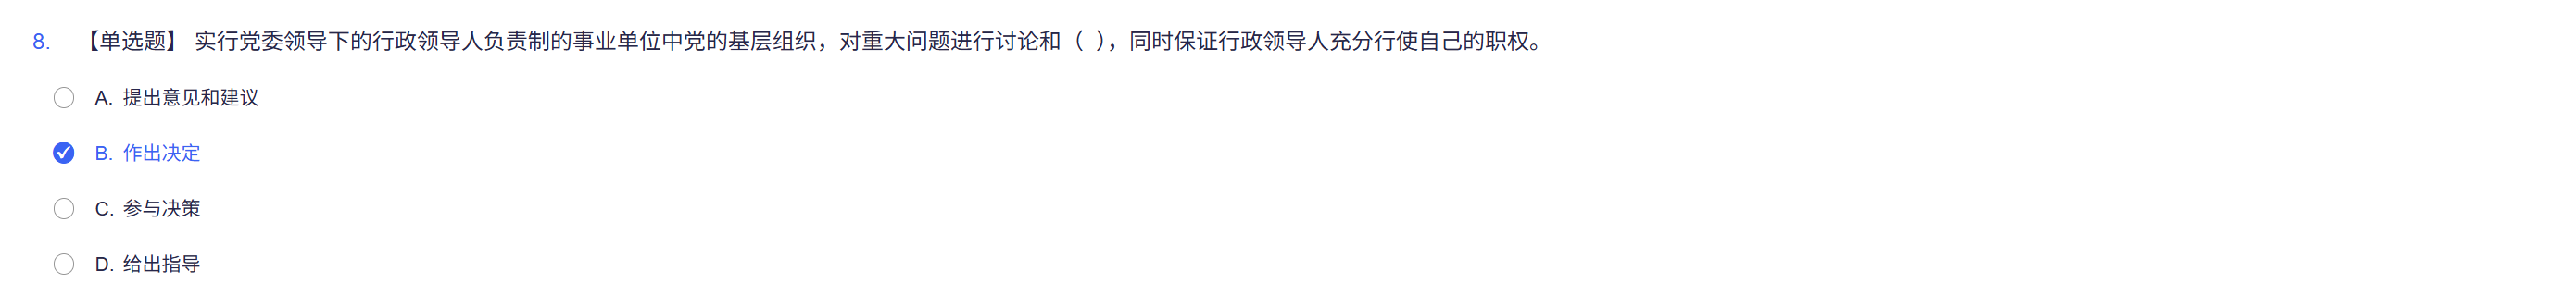 8. 【单选题】 实行党委领导下的行政领导人负责制的事业单位中党的基层组织，对重大问题进行讨论和（ ），同时保证行政领导人充分行使自己的职权。
A. 提出意见和建议
B. 作出决定
C. 参与决策
D. 给出指导